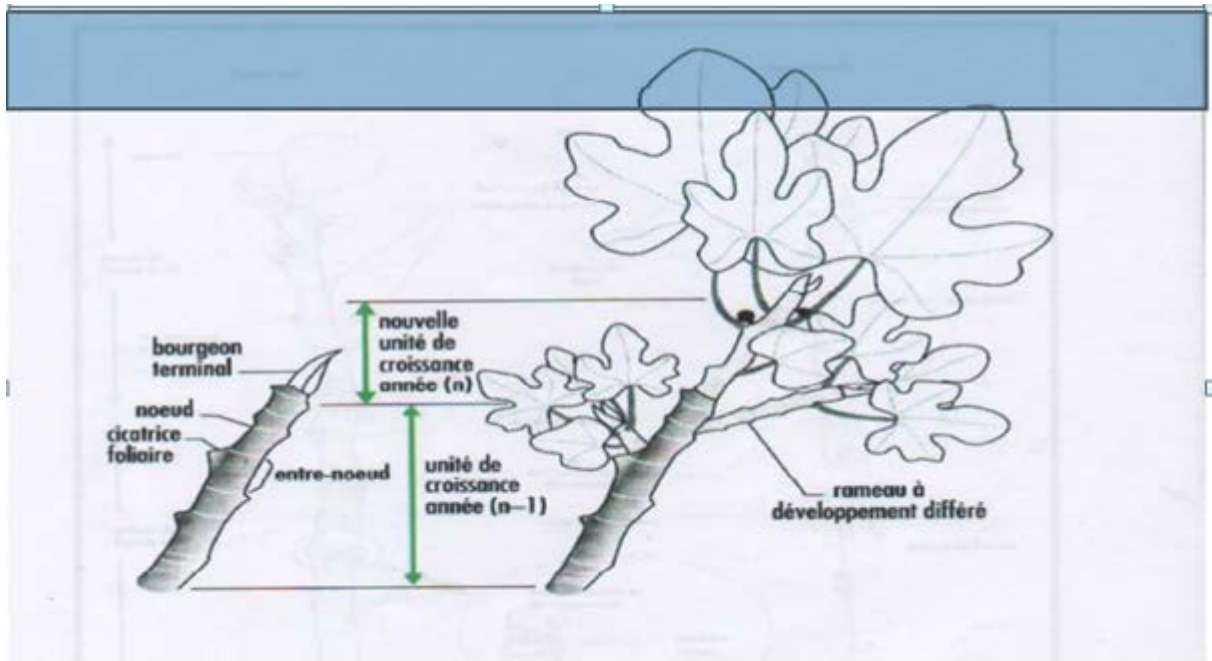 bourgeon
terminal
noeud
cicatrice
foliaire
entre-noeud
nouvelle
unité de
croissance
année (n)
unité de
croissance
année (n–1)
rameau à
développement différé